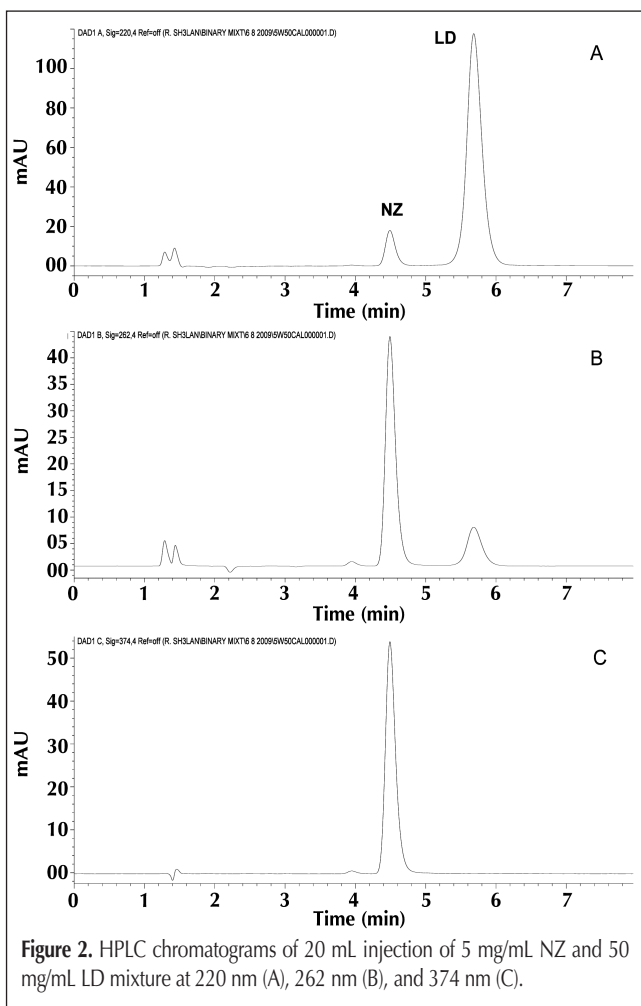 DAD1 A, Sig=220,4 Ref=off (R. SH3LAN\BINARY MIXT\6 8 2009\5W50CAL000001.D)
LD
A
NZ
mAU
100
80
60
40
20
00
0 1 2 3 4 5 6 7
Time (min)
DAD1 B, Sig=262,4 Ref=off (R. SH3LAN\BINARY MIXT\6 8 2009\5W50CAL000001.D)
B
mAU
40
35
30
25
20
15
10
05
00
0 1 2 3 4 5 6 7
Time (min)
DAD1 C, Sig=374,4 Ref=off (R. SH3LAN\BINARY MIXT\6 8 2009\5W50CAL000001.D)
C
mAU
50
40
30
20
10
00
0 1 2 3 4 5 6 7
Time (min)
Figure 2. HPLC chromatograms of 20 mL injection of 5 mg/mL NZ and 50
mg/mL LD mixture at 220 nm (A), 262 nm (B), and 374 nm (C).